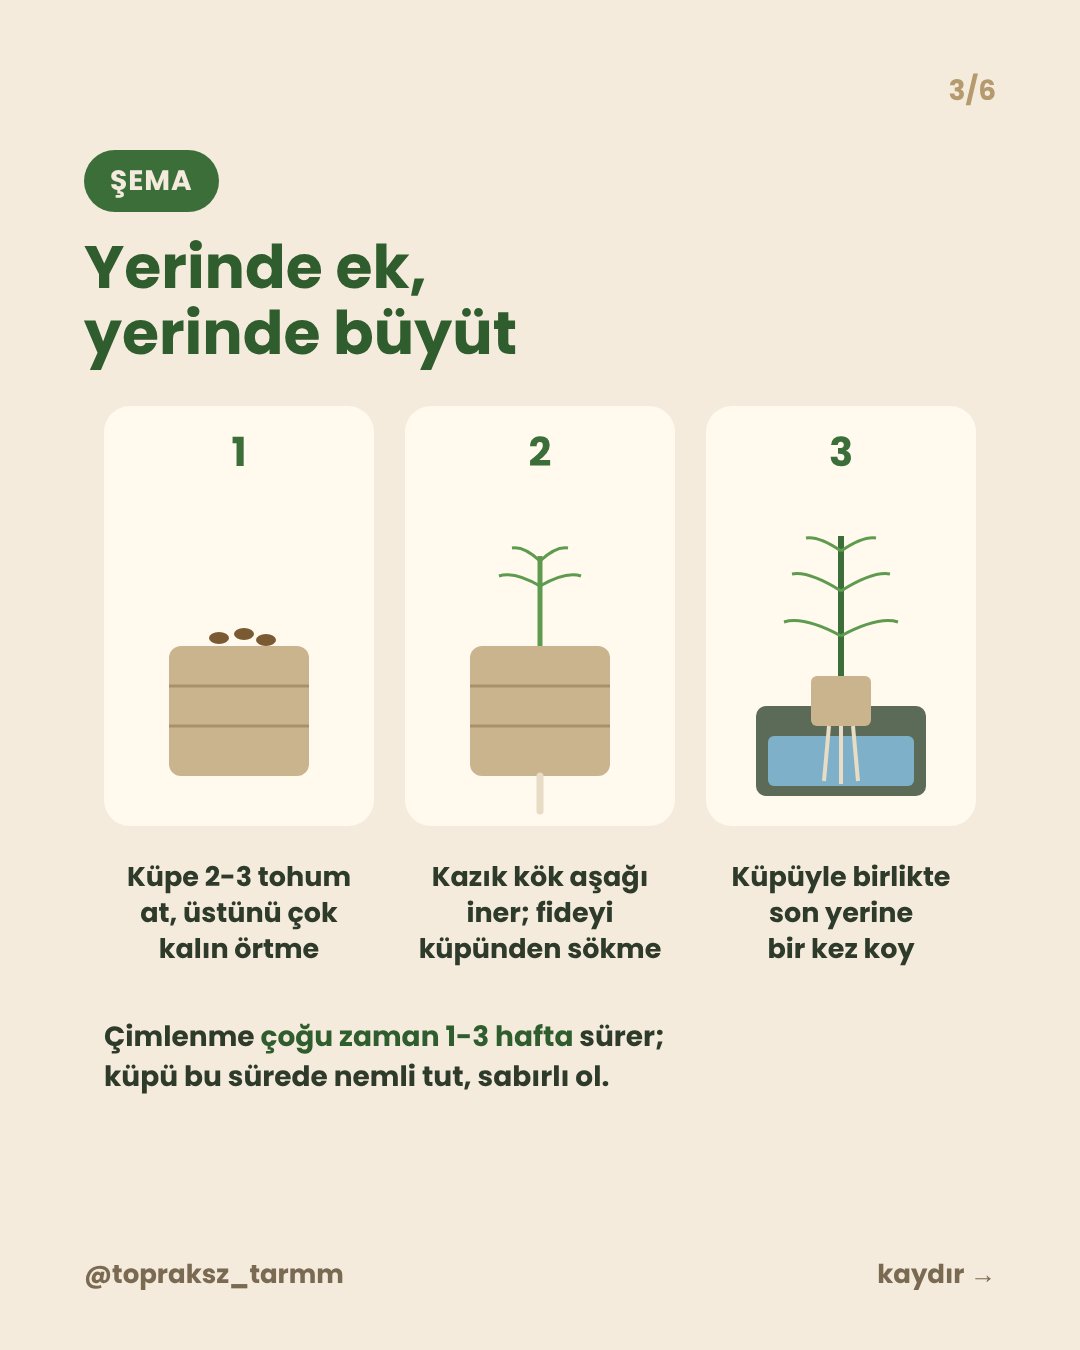 3/6
ŞEMA
Yerinde ek,
yerinde büyüt
1
2
3
Küpe 2-3 tohum
at, üstünü çok
kalın örtme
Kazık kök aşağı
iner; fideyi
küpünden sökme
Küpüyle birlikte
son yerine
bir kez koy
Çimlenme çoğu zaman 1-3 hafta sürer;
küpü bu sürede nemli tut, sabırlı ol.
@topraksz_tarmm
kaydır →